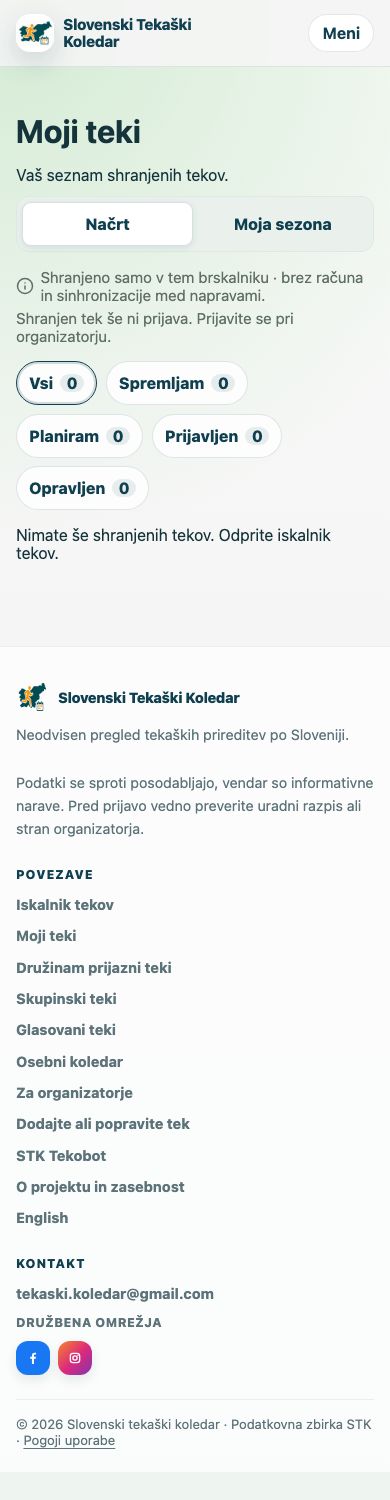 Slovenski Tekaški
Koledar
Meni
Moji teki
Vaš seznam shranjenih tekov.
Načrt
Moja sezona
Shranjeno samo v tem brskalniku · brez računa
in sinhronizacije med napravami.
Shranjen tek še ni prijava. Prijavite se pri
organizatorju.
Vsi 0
Spremljam 0
Planiram 0
Prijavljen 0
Opravljen 0
Nimate še shranjenih tekov. Odprite iskalnik
tekov.
Slovenski Tekaški Koledar
Neodvisen pregled tekaških prireditev po Sloveniji.
Podatki se sproti posodabljajo, vendar so informativne
narave. Pred prijavo vedno preverite uradni razpis ali
stran organizatorja.
POVEZAVE
Iskalnik tekov
Moji teki
Družinam prijazni teki
Skupinski teki
Glasovani teki
Osebni koledar
Za organizatorje
Dodajte ali popravite tek
STK Tekobot
O projektu in zasebnost
English
KONTAKT
tekaski.koledar@gmail.com
DRUŽBENA OMREŽJA
© 2026 Slovenski tekaški koledar · Podatkovna zbirka STK
· Pogoji uporabe